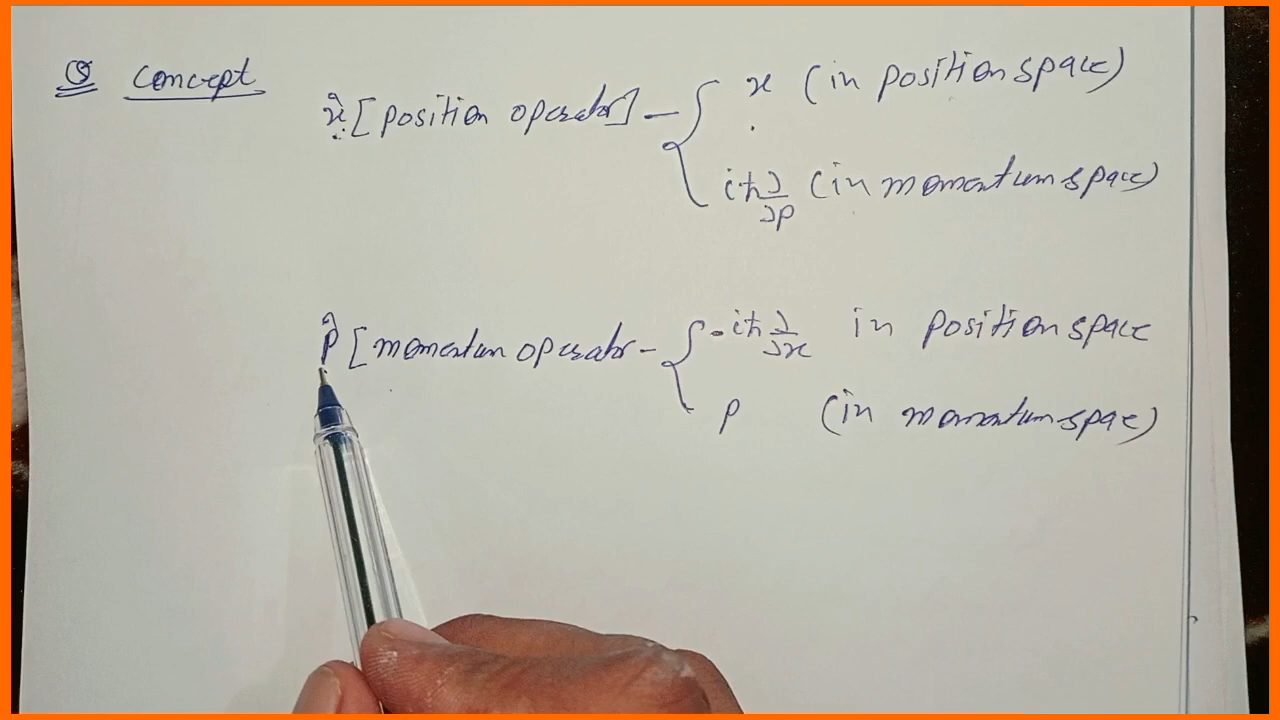 Q Concept
x̂ [position operator] — { x (in position space)
iħ ∂/∂p (in momentum space)
p̂ [momentum operator – { -iħ ∂/∂x in position space
p (in momentum space)